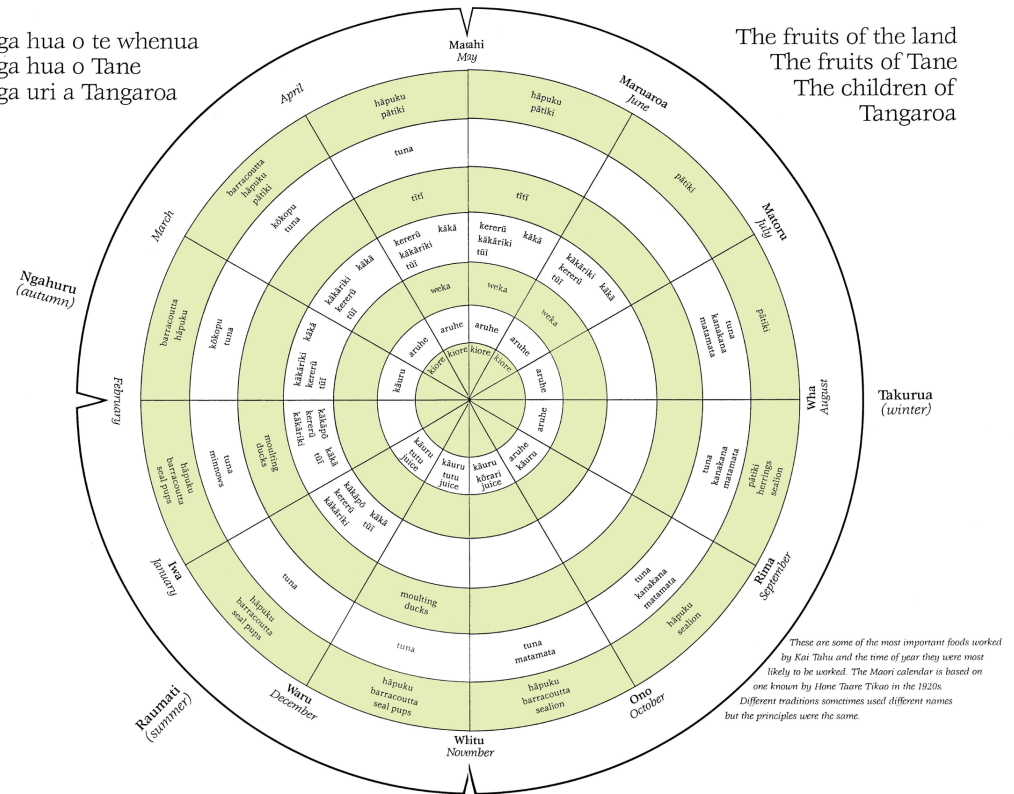 ga hua o te whenua
ga hua o Tane
ga uri a Tangaroa
The fruits of the land
The fruits of Tane
The children of
Tangaroa
Matahi
May
hāpuku
pātiki
tītī
kererū kākā
kākāriki
tūī
weka
aruhe
kiore
Maruaroa
June
pātiki
kākāriki kākā
kererū
tūī
weka
aruhe
kiore
Matoru
July
pātiki
tuna
kanakana
matamata
aruhe
Takurua
(winter)
Wha
August
pātiki
herrings
sealion
tuna
kanakana
matamata
aruhe
Rima
September
hāpuku
sealion
tuna
kanakana
matamata
aruhe
kāuru
Ono
October
hāpuku
barracoutta
sealion
tuna
matamata
kāuru
kōrari
juice
Whitu
November
hāpuku
barracoutta
seal pups
tuna
moulting
ducks
kāuru
tutu
juice
Waru
December
hāpuku
barracoutta
seal pups
tuna
kākāpō
kererū kākā
kākāriki tūī
kāuru
tutu
juice
Raumati
(summer)
Iwa
January
hāpuku
barracoutta
seal pups
tuna
minnows
moulting
ducks
kākāpō
kererū kākā
kākāriki tūī
February
barracoutta
hāpuku
kōkopu
tuna
kākāriki kākā
kererū
tūī
kāuru
Ngahuru
(autumn)
March
barracoutta
hāpuku
pātiki
kōkopu
tuna
kākāriki kākā
kererū
tūī
aruhe
kiore
April
hāpuku
pātiki
tuna
tītī
kererū kākā
kākāriki
tūī
weka
aruhe
kiore
These are some of the most important foods worked
by Kai Tahu and the time of year they were most
likely to be worked. The Maori calendar is based on
one known by Hone Taare Tikao in the 1920s.
Different traditions sometimes used different names
but the principles were the same.